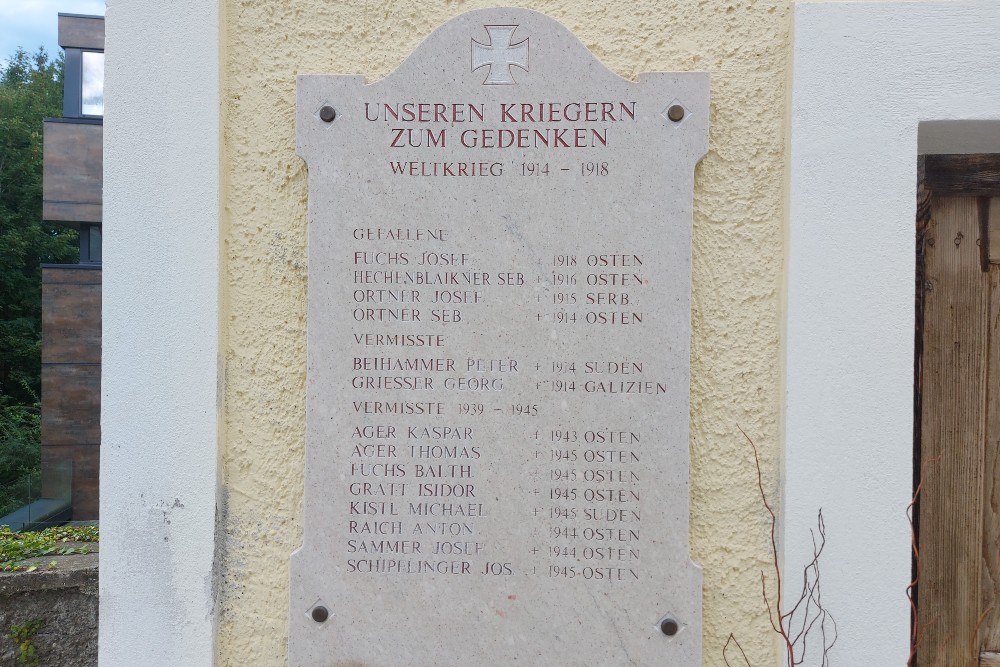 UNSEREN KRIEGERN
ZUM GEDENKEN
WELTKRIEG 1914 - 1918
GEFALLENE
FUCHS JOSEF + 1918 OSTEN
HECHENBLAIKNER SEB + 1916 OSTEN
ORTNER JOSEF + 1915 SERB.
ORTNER SEB. + 1914 OSTEN
VERMISSTE
BEIHAMMER PETER + 1914 SUDEN
GRIESSER GEORG + 1914 GALIZIEN
VERMISSTE 1939 - 1945
AGER KASPAR + 1943 OSTEN
AGER THOMAS + 1945 OSTEN
FUCHS BALTH + 1945 OSTEN
GRATT ISIDOR + 1945 OSTEN
KISTL MICHAEL + 1945 SUDEN
RAICH ANTON + 1944 OSTEN
SAMMER JOSEF + 1944 OSTEN
SCHIPFLINGER JOS. + 1945 OSTEN